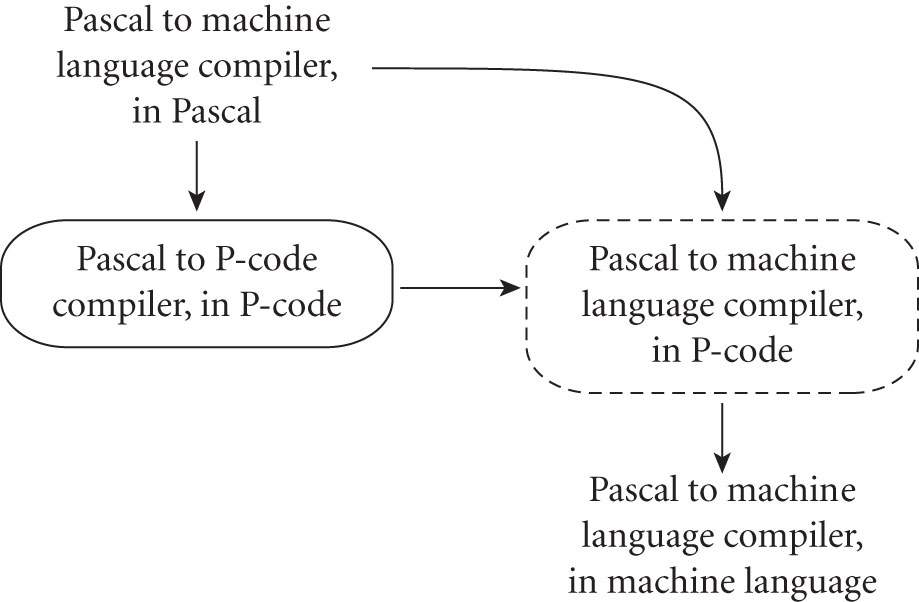 Pascal to machine
language compiler,
in Pascal
Pascal to P-code
compiler, in P-code
Pascal to machine
language compiler,
in P-code
Pascal to machine
language compiler,
in machine language